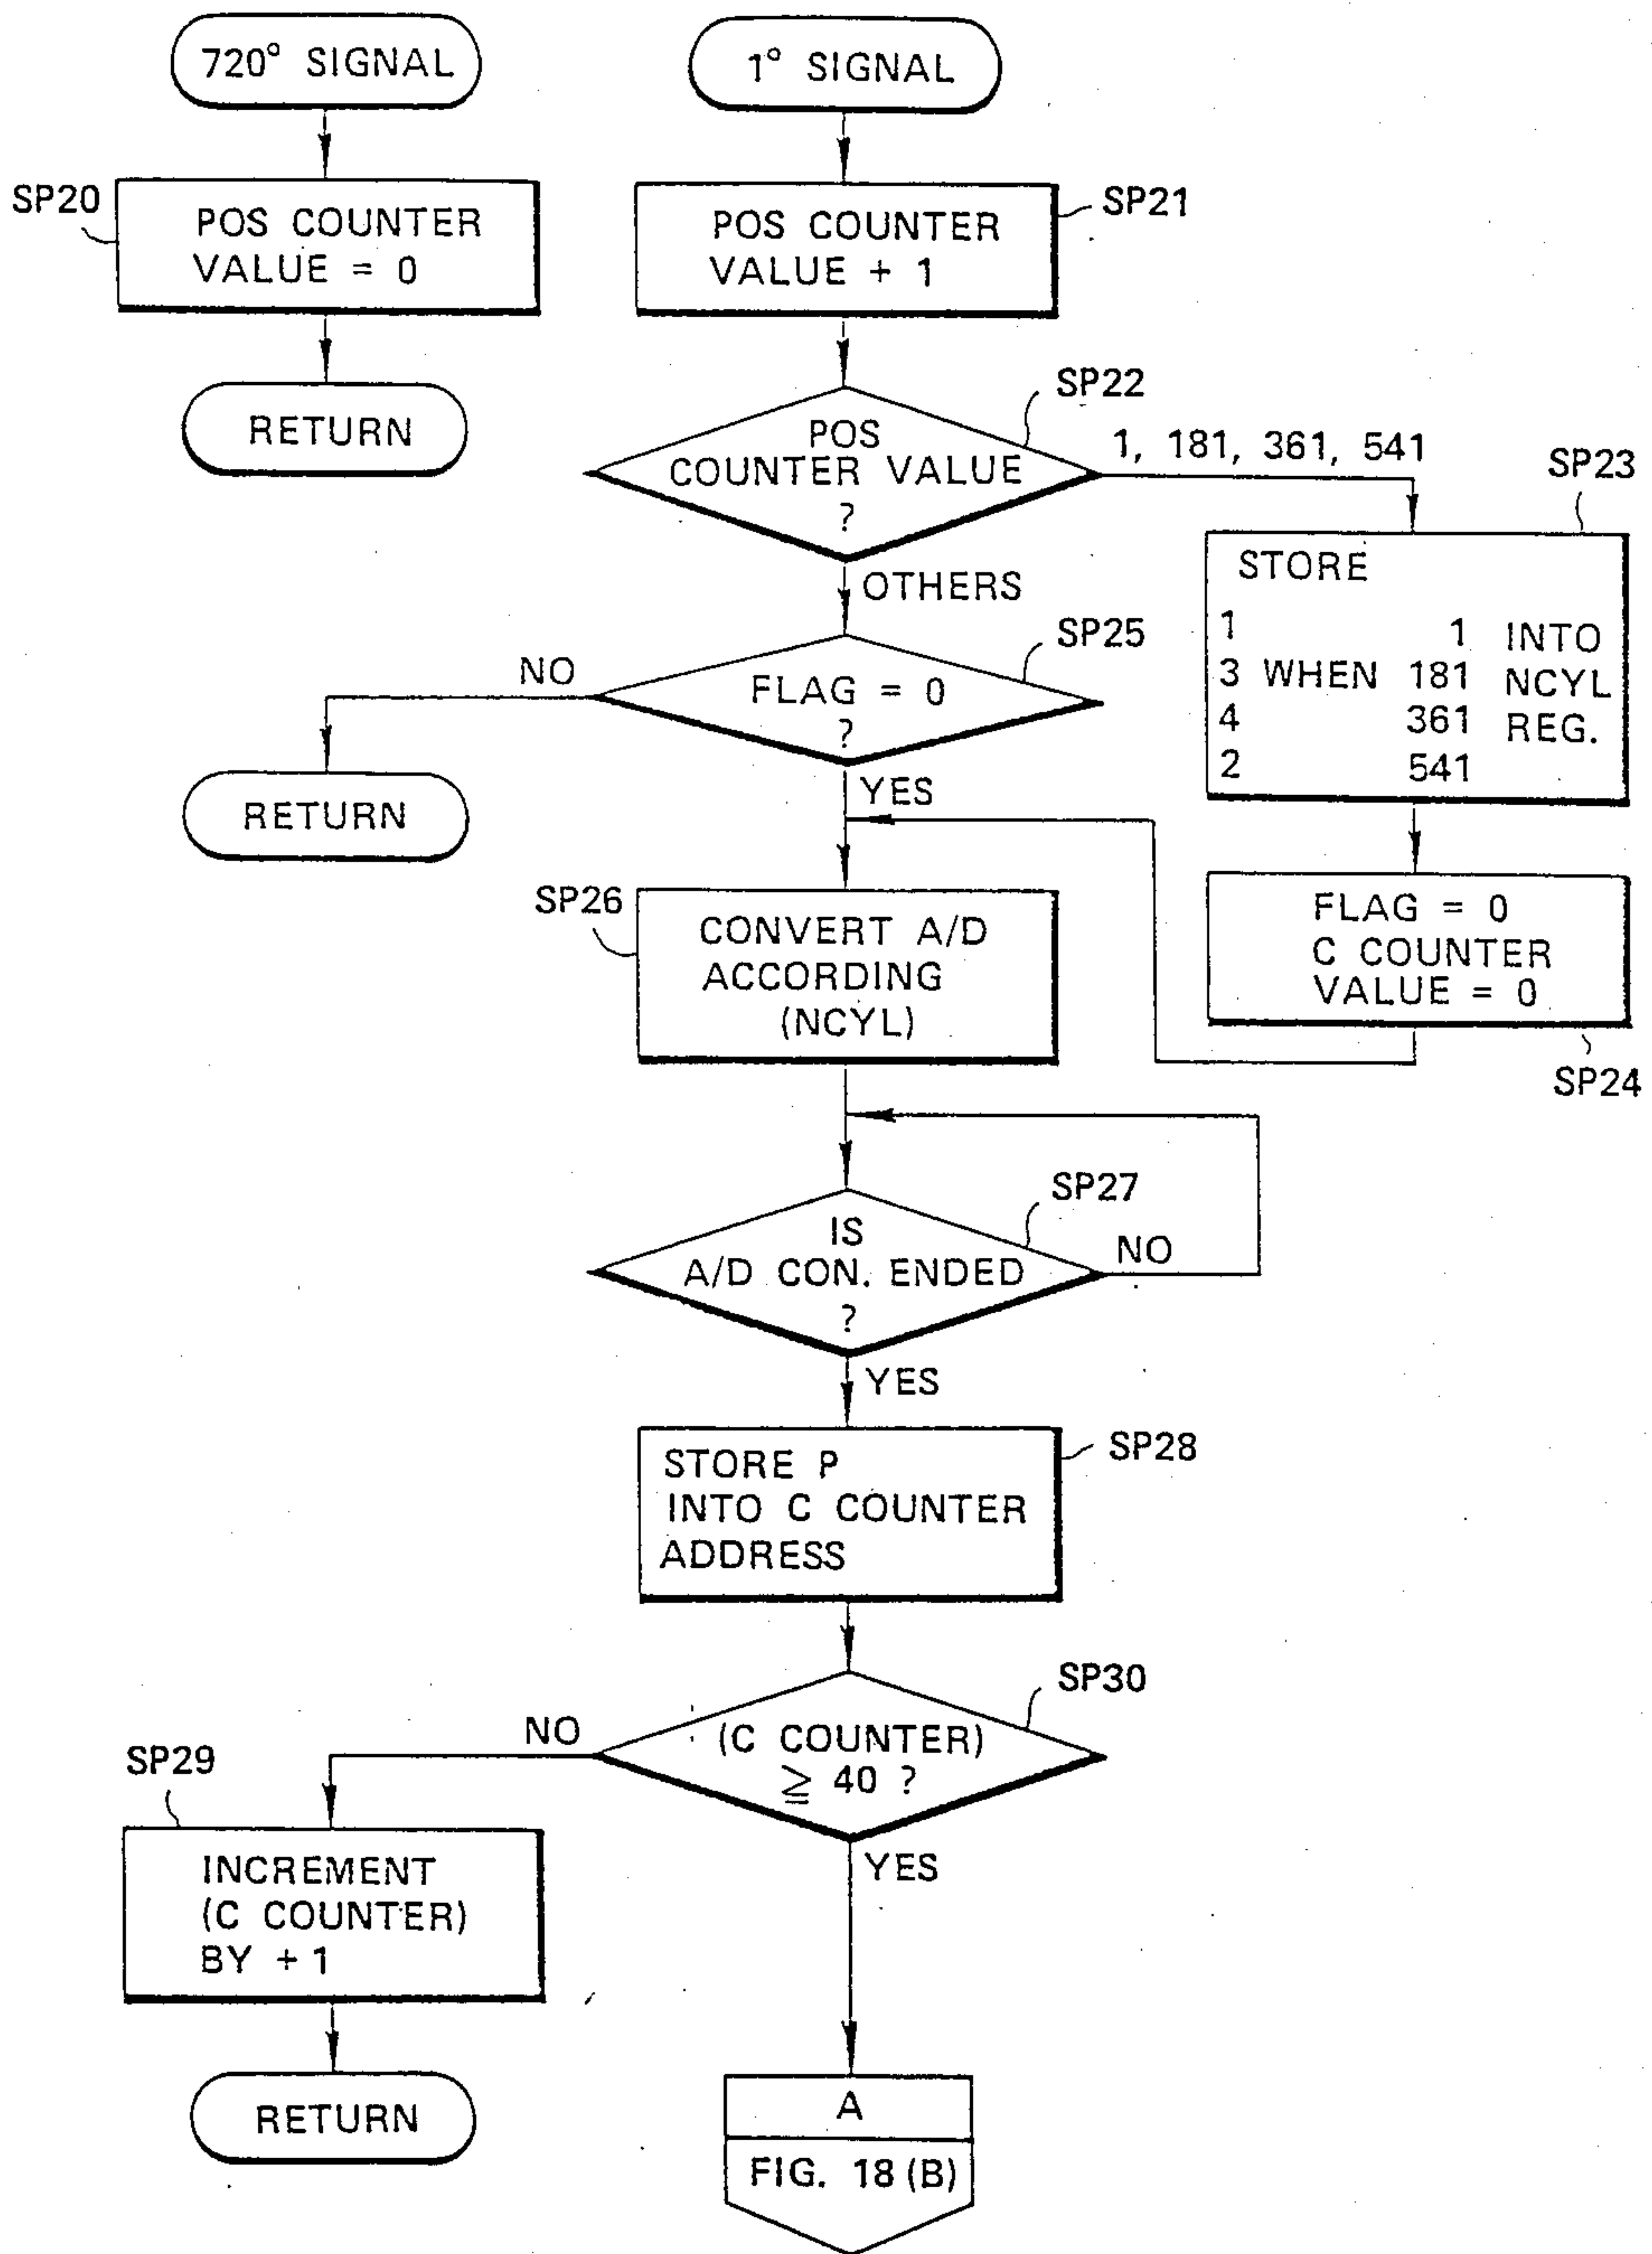 720° SIGNAL
SP20
POS COUNTER
VALUE = 0
RETURN
1° SIGNAL
SP21
POS COUNTER
VALUE + 1
SP22
POS
COUNTER VALUE
?
1, 181, 361, 541
OTHERS
SP23
STORE
1 1 INTO
3 WHEN 181 NCYL
4 361 REG.
2 541
FLAG = 0
C COUNTER
VALUE = 0
SP24
SP25
FLAG = 0
?
NO
RETURN
YES
SP26
CONVERT A/D
ACCORDING
(NCYL)
SP27
IS
A/D CON. ENDED
?
NO
YES
SP28
STORE P
INTO C COUNTER
ADDRESS
SP30
(C COUNTER)
≧ 40 ?
NO
SP29
INCREMENT
(C COUNTER)
BY + 1
RETURN
YES
A
FIG. 18 (B)